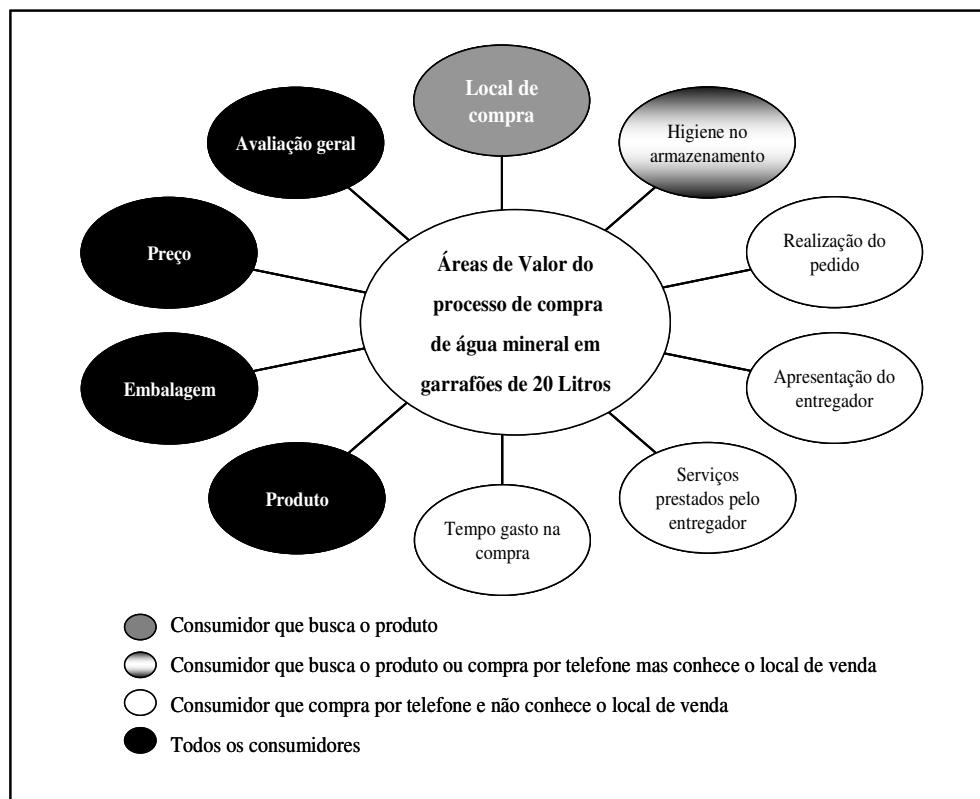 Local de
compra
Avaliação geral
Higiene no
armazenamento
Preço
Realização do
pedido
Áreas de Valor do
processo de compra
de água mineral em
garrafões de 20 Litros
Embalagem
Apresentação do
entregador
Produto
Serviços
prestados pelo
entregador
Tempo gasto na
compra
Consumidor que busca o produto
Consumidor que busca o produto ou compra por telefone mas conhece o local de venda
Consumidor que compra por telefone e não conhece o local de venda
Todos os consumidores